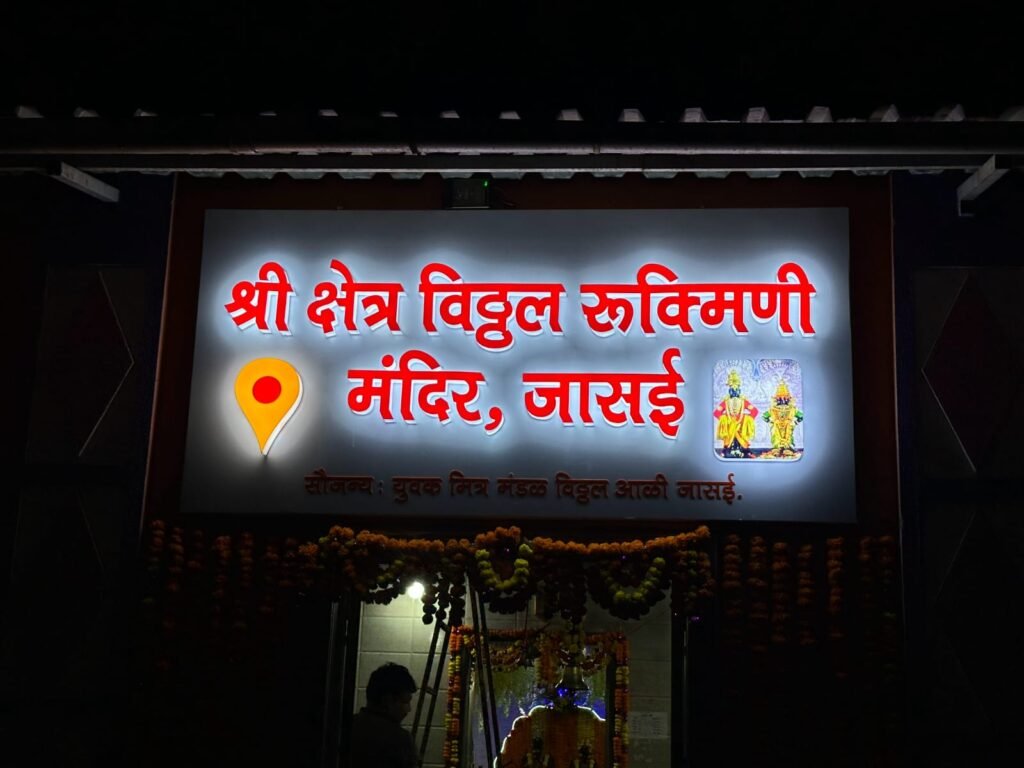 श्री क्षेत्र विठ्ठल रूक्मिणी
मंदिर, जासई
सौजन्य : युवक मित्र मंडळ विठ्ठल आळी जासई.